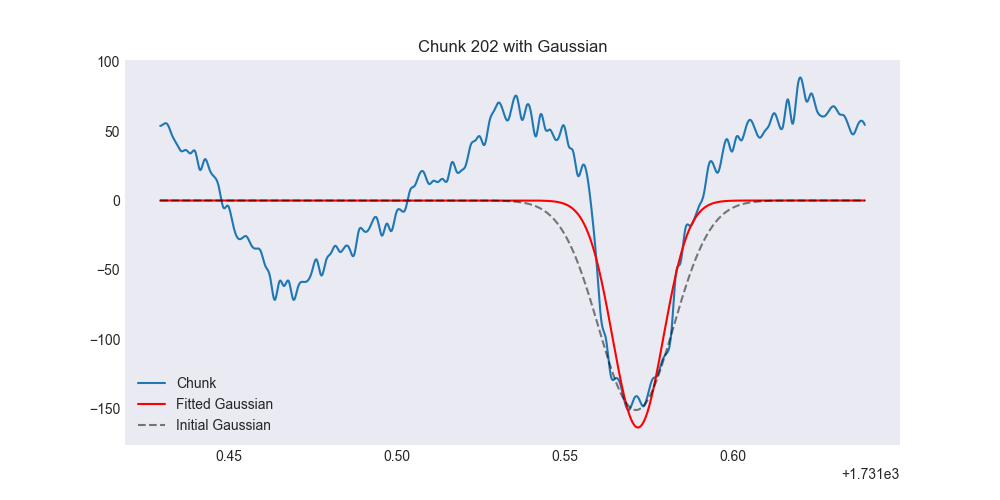 Chunk 202 with Gaussian
100
50
0
−50
−100
−150
Chunk
Fitted Gaussian
Initial Gaussian
0.45 0.50 0.55 0.60
+1.731e3